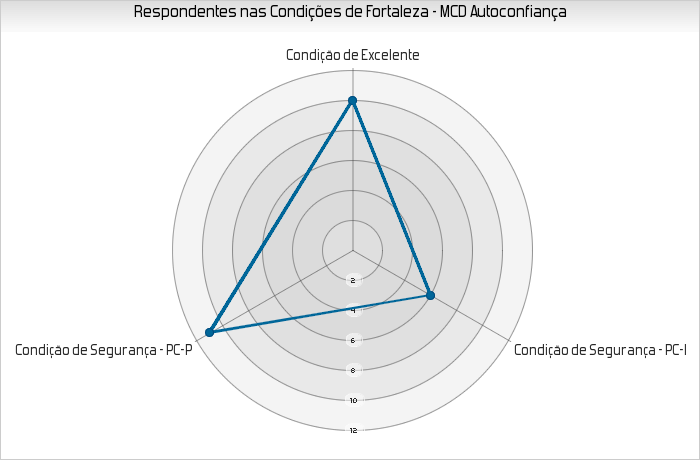 Respondentes nas Condições de Fortaleza - MCD Autoconfiança
Condição de Excelente
2
4
6
Condição de Segurança - PC-P
Condição de Segurança - PC-I
8
10
12